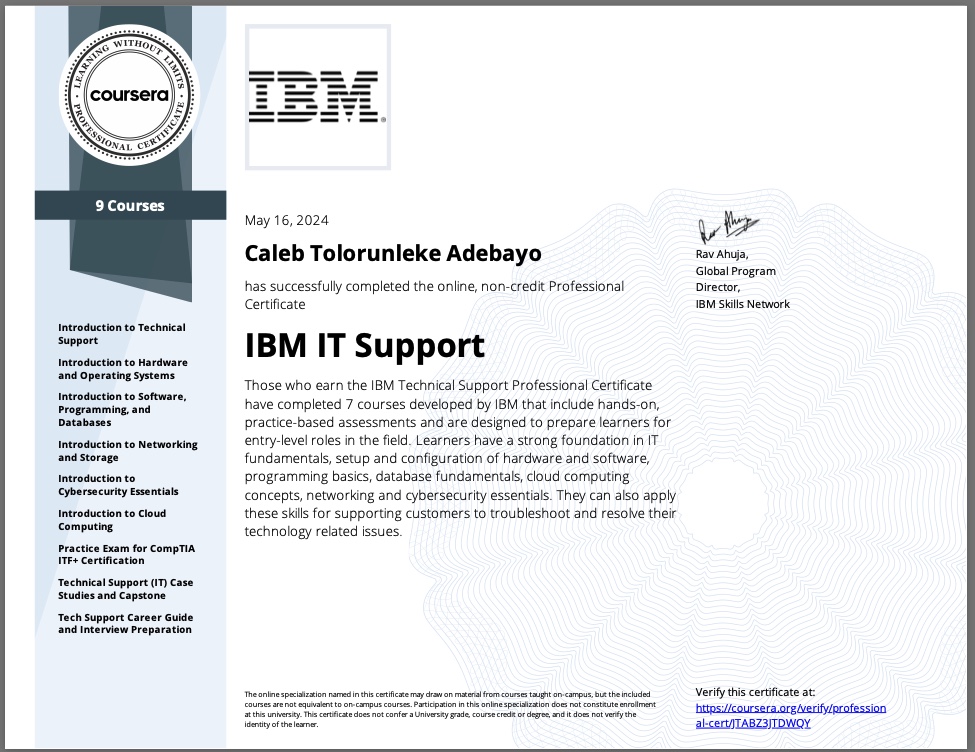 LEARNING WITHOUT LIMITS
coursera
PROFESSIONAL CERTIFICATE
9 Courses
Introduction to Technical
Support
Introduction to Hardware
and Operating Systems
Introduction to Software,
Programming, and
Databases
Introduction to Networking
and Storage
Introduction to
Cybersecurity Essentials
Introduction to Cloud
Computing
Practice Exam for CompTIA
ITF+ Certification
Technical Support (IT) Case
Studies and Capstone
Tech Support Career Guide
and Interview Preparation
IBM®
May 16, 2024
Caleb Tolorunleke Adebayo
has successfully completed the online, non-credit Professional
Certificate
IBM IT Support
Those who earn the IBM Technical Support Professional Certificate
have completed 7 courses developed by IBM that include hands-on,
practice-based assessments and are designed to prepare learners for
entry-level roles in the field. Learners have a strong foundation in IT
fundamentals, setup and configuration of hardware and software,
programming basics, database fundamentals, cloud computing
concepts, networking and cybersecurity essentials. They can also apply
these skills for supporting customers to troubleshoot and resolve their
technology related issues.
Rav Ahuja
Rav Ahuja,
Global Program
Director,
IBM Skills Network
The online specialization named in this certificate may draw on material from courses taught on-campus, but the included
courses are not equivalent to on-campus courses. Participation in this online specialization does not constitute enrollment
at this university. This certificate does not confer a University grade, course credit or degree, and it does not verify the
identity of the learner.
Verify this certificate at:
https://coursera.org/verify/profession
al-cert/JTABZ3JTDWQY